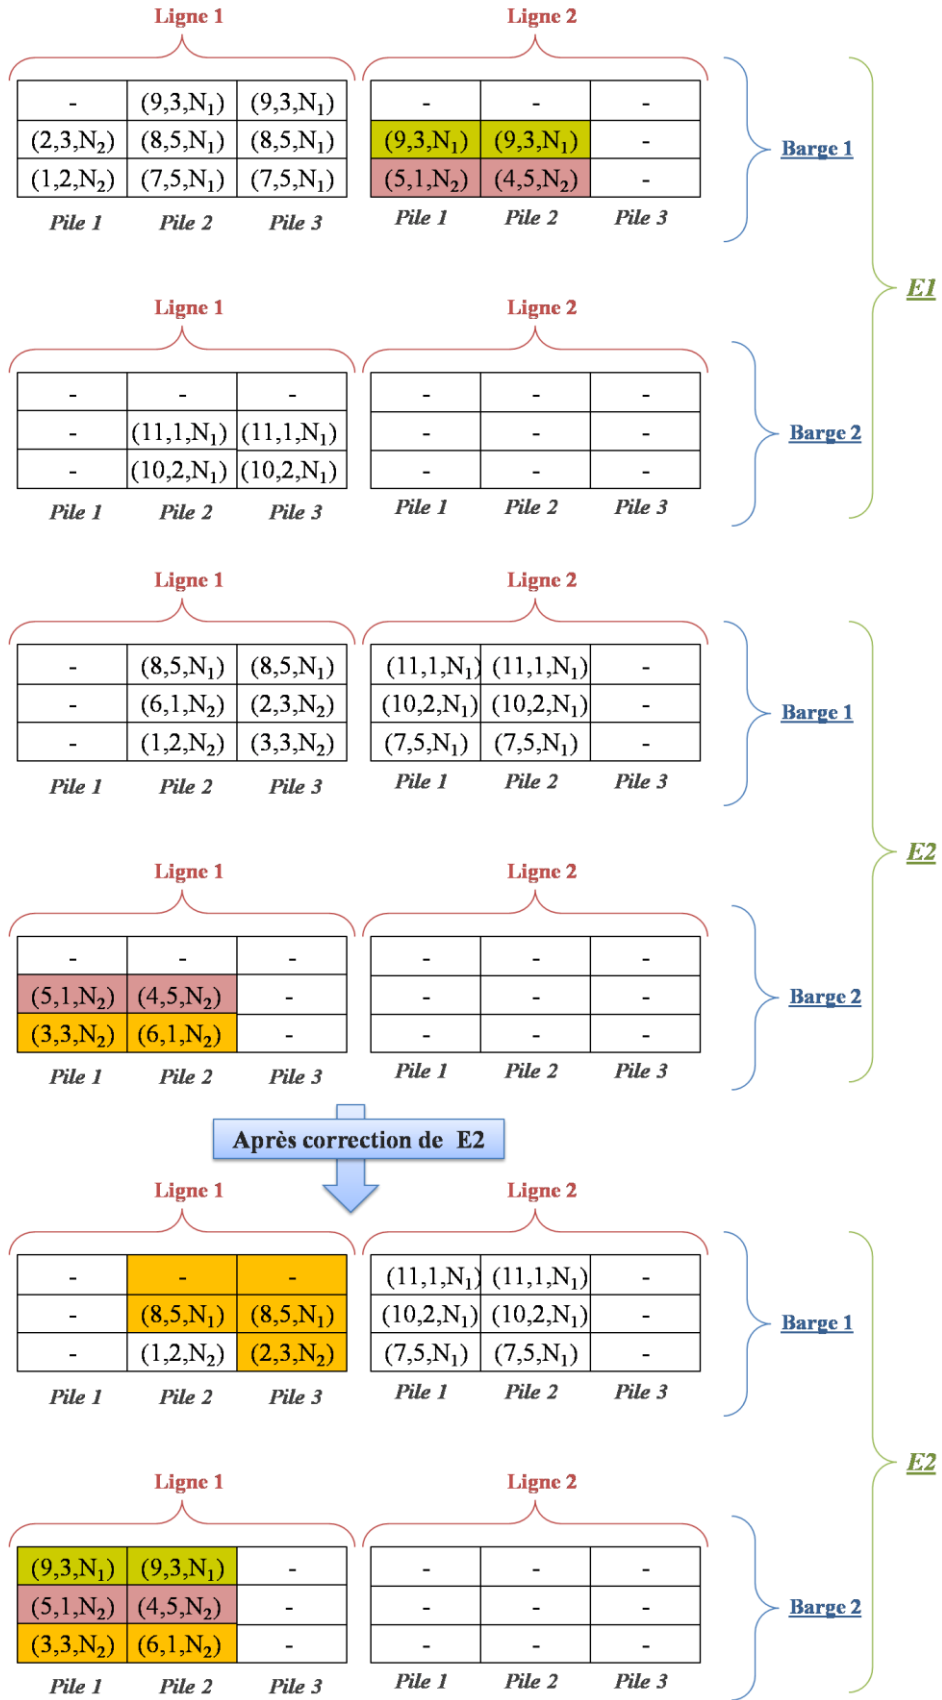 Ligne 1 Ligne 2
- (9,3,N₁) (9,3,N₁) - - -
(2,3,N₂) (8,5,N₁) (8,5,N₁) (9,3,N₁) (9,3,N₁) - Barge 1
(1,2,N₂) (7,5,N₁) (7,5,N₁) (5,1,N₂) (4,5,N₂) -
Pile 1 Pile 2 Pile 3 Pile 1 Pile 2 Pile 3
E1
Ligne 1 Ligne 2
- - - - - -
- (11,1,N₁) (11,1,N₁) - - - Barge 2
- (10,2,N₁) (10,2,N₁) - - -
Pile 1 Pile 2 Pile 3 Pile 1 Pile 2 Pile 3
Ligne 1 Ligne 2
- (8,5,N₁) (8,5,N₁) (11,1,N₁) (11,1,N₁) -
- (6,1,N₂) (2,3,N₂) (10,2,N₁) (10,2,N₁) - Barge 1
- (1,2,N₂) (3,3,N₂) (7,5,N₁) (7,5,N₁) -
Pile 1 Pile 2 Pile 3 Pile 1 Pile 2 Pile 3
E2
Ligne 1 Ligne 2
- - - - - -
(5,1,N₂) (4,5,N₂) - - - - Barge 2
(3,3,N₂) (6,1,N₂) - - - -
Pile 1 Pile 2 Pile 3 Pile 1 Pile 2 Pile 3
Après correction de E2
Ligne 1 Ligne 2
- - - (11,1,N₁) (11,1,N₁) -
- (8,5,N₁) (8,5,N₁) (10,2,N₁) (10,2,N₁) - Barge 1
- (1,2,N₂) (2,3,N₂) (7,5,N₁) (7,5,N₁) -
Pile 1 Pile 2 Pile 3 Pile 1 Pile 2 Pile 3
E2
Ligne 1 Ligne 2
(9,3,N₁) (9,3,N₁) - - - -
(5,1,N₂) (4,5,N₂) - - - - Barge 2
(3,3,N₂) (6,1,N₂) - - - -
Pile 1 Pile 2 Pile 3 Pile 1 Pile 2 Pile 3